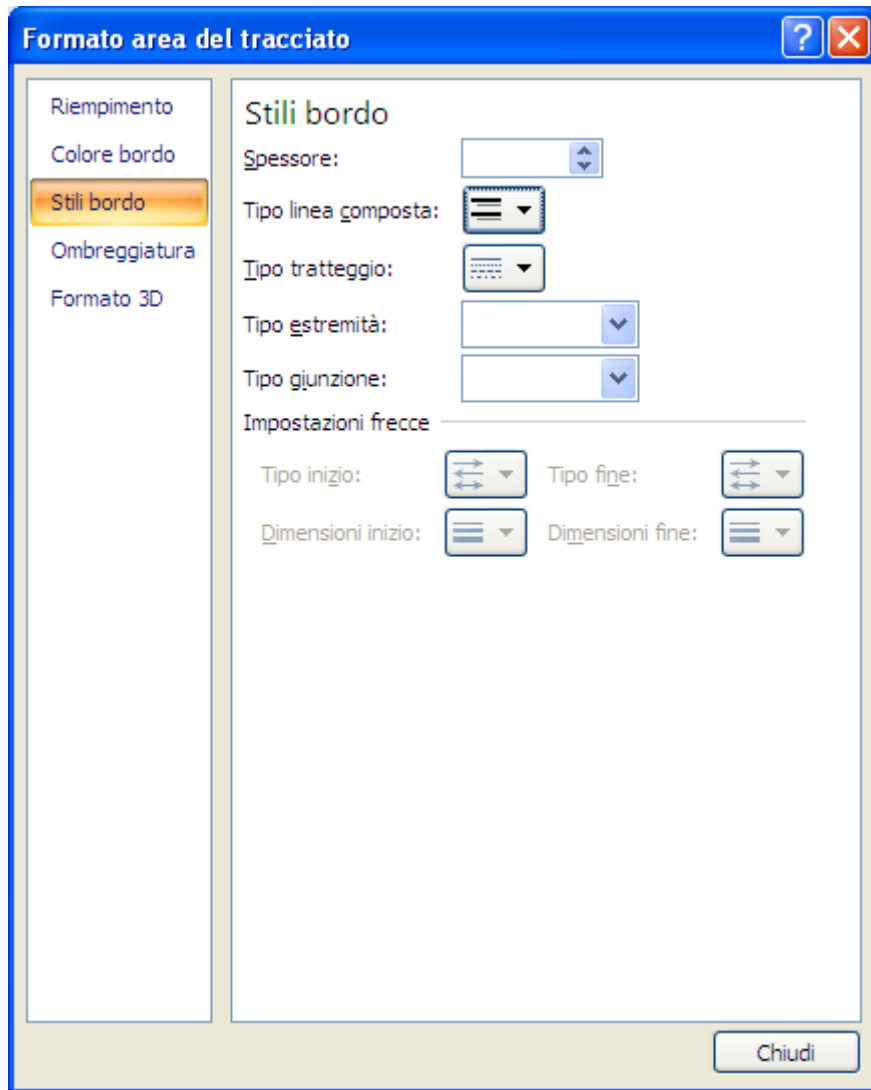 Formato area del tracciato
Riempimento
Colore bordo
Stili bordo
Ombreggiatura
Formato 3D
Stili bordo
Spessore:
Tipo linea composta:
Tipo tratteggio:
Tipo estremità:
Tipo giunzione:
Impostazioni frecce
Tipo inizio: Tipo fine:
Dimensioni inizio: Dimensioni fine:
Chiudi